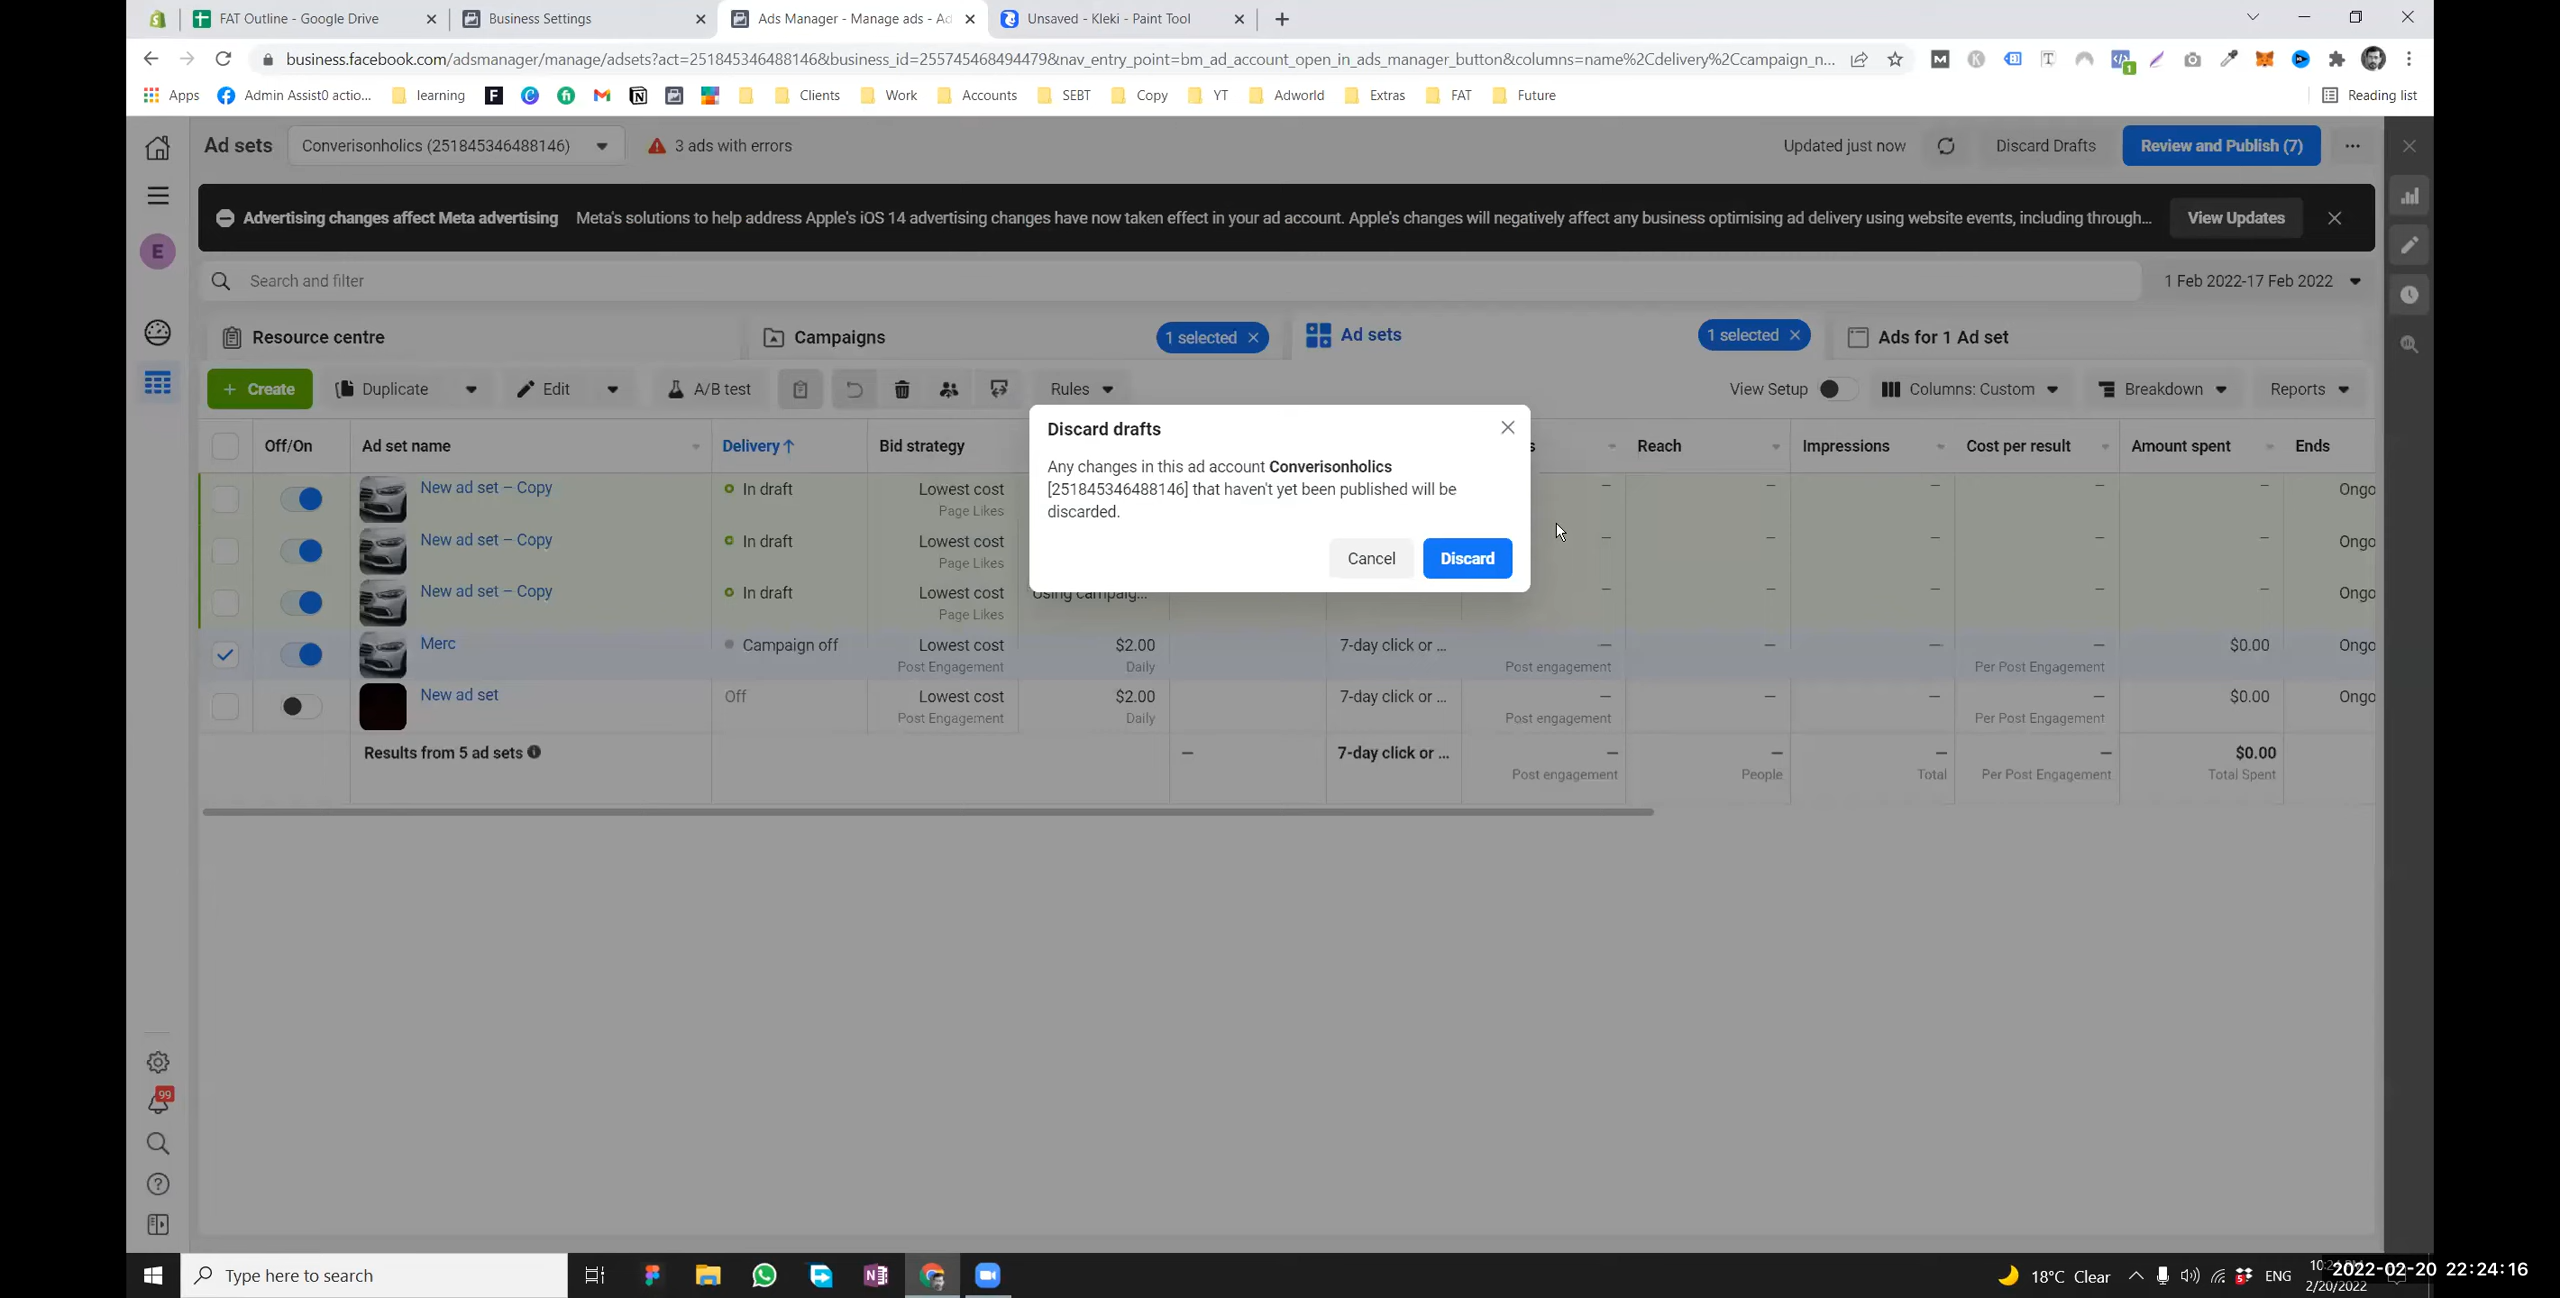 FAT Outline - Google Drive
Business Settings
Ads Manager - Manage ads - Ad
Unsaved - Kleki - Paint Tool
business.facebook.com/adsmanager/manage/adsets?act=251845346488146&business_id=255745468494479&nav_entry_point=bm_ad_account_open_in_ads_manager_button&columns=name%2Cdelivery%2Ccampaign_n...
Apps
Admin Assist0 actio...
learning
Clients
Work
Accounts
SEBT
Copy
YT
Adworld
Extras
FAT
Future
Reading list
Ad sets
Converisonholics (251845346488146)
3 ads with errors
Updated just now
Discard Drafts
Review and Publish (7)
E
Advertising changes affect Meta advertising
Meta's solutions to help address Apple's iOS 14 advertising changes have now taken effect in your ad account. Apple's changes will negatively affect any business optimising ad delivery using website events, including through...
View Updates
Search and filter
1 Feb 2022-17 Feb 2022
Resource centre
Campaigns
1 selected
Ad sets
1 selected
Ads for 1 Ad set
+ Create
Duplicate
Edit
A/B test
Rules
View Setup
Columns: Custom
Breakdown
Reports
Off/On
Ad set name
Delivery↑
Bid strategy
s
Reach
Impressions
Cost per result
Amount spent
Ends
New ad set – Copy
In draft
Lowest cost
Page Likes
–
–
–
–
–
Ongo
New ad set – Copy
In draft
Lowest cost
Page Likes
–
–
–
–
–
Ongo
New ad set – Copy
In draft
Lowest cost
Page Likes
Using campaig...
–
–
–
–
–
Ongo
Merc
Campaign off
Lowest cost
Post Engagement
$2.00
Daily
7-day click or ...
–
Post engagement
–
–
–
Per Post Engagement
$0.00
Ongo
New ad set
Off
Lowest cost
Post Engagement
$2.00
Daily
7-day click or ...
–
Post engagement
–
–
–
Per Post Engagement
$0.00
Ongo
Results from 5 ad sets
–
7-day click or ...
–
Post engagement
–
People
–
Total
–
Per Post Engagement
$0.00
Total Spent
Discard drafts
Any changes in this ad account Converisonholics
[251845346488146] that haven't yet been published will be
discarded.
Cancel
Discard
99
Type here to search
18°C Clear
ENG
2/20/2022
2022-02-20 22:24:16